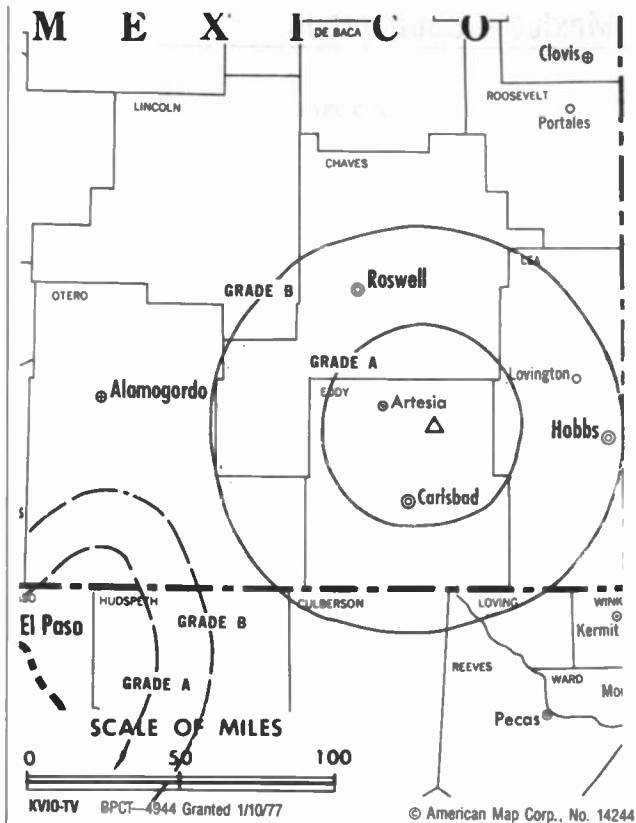 M E X I C O
DE BACA
Clovis
LINCOLN
ROOSEVELT
Portales
CHAVES
LEA
OTERO
GRADE B
Roswell
GRADE A
Lovington
EDDY
Alamogordo
Artesia
Hobbs
Carlsbad
HUDSPETH
CULBERSON
LOVING
WINK
El Paso
GRADE B
Kermit
REEVES
WARD
GRADE A
Mo
Pecas
SCALE OF MILES
0 50 100
KVIO-TV BPCT-4944 Granted 1/10/77
© American Map Corp., No. 14244